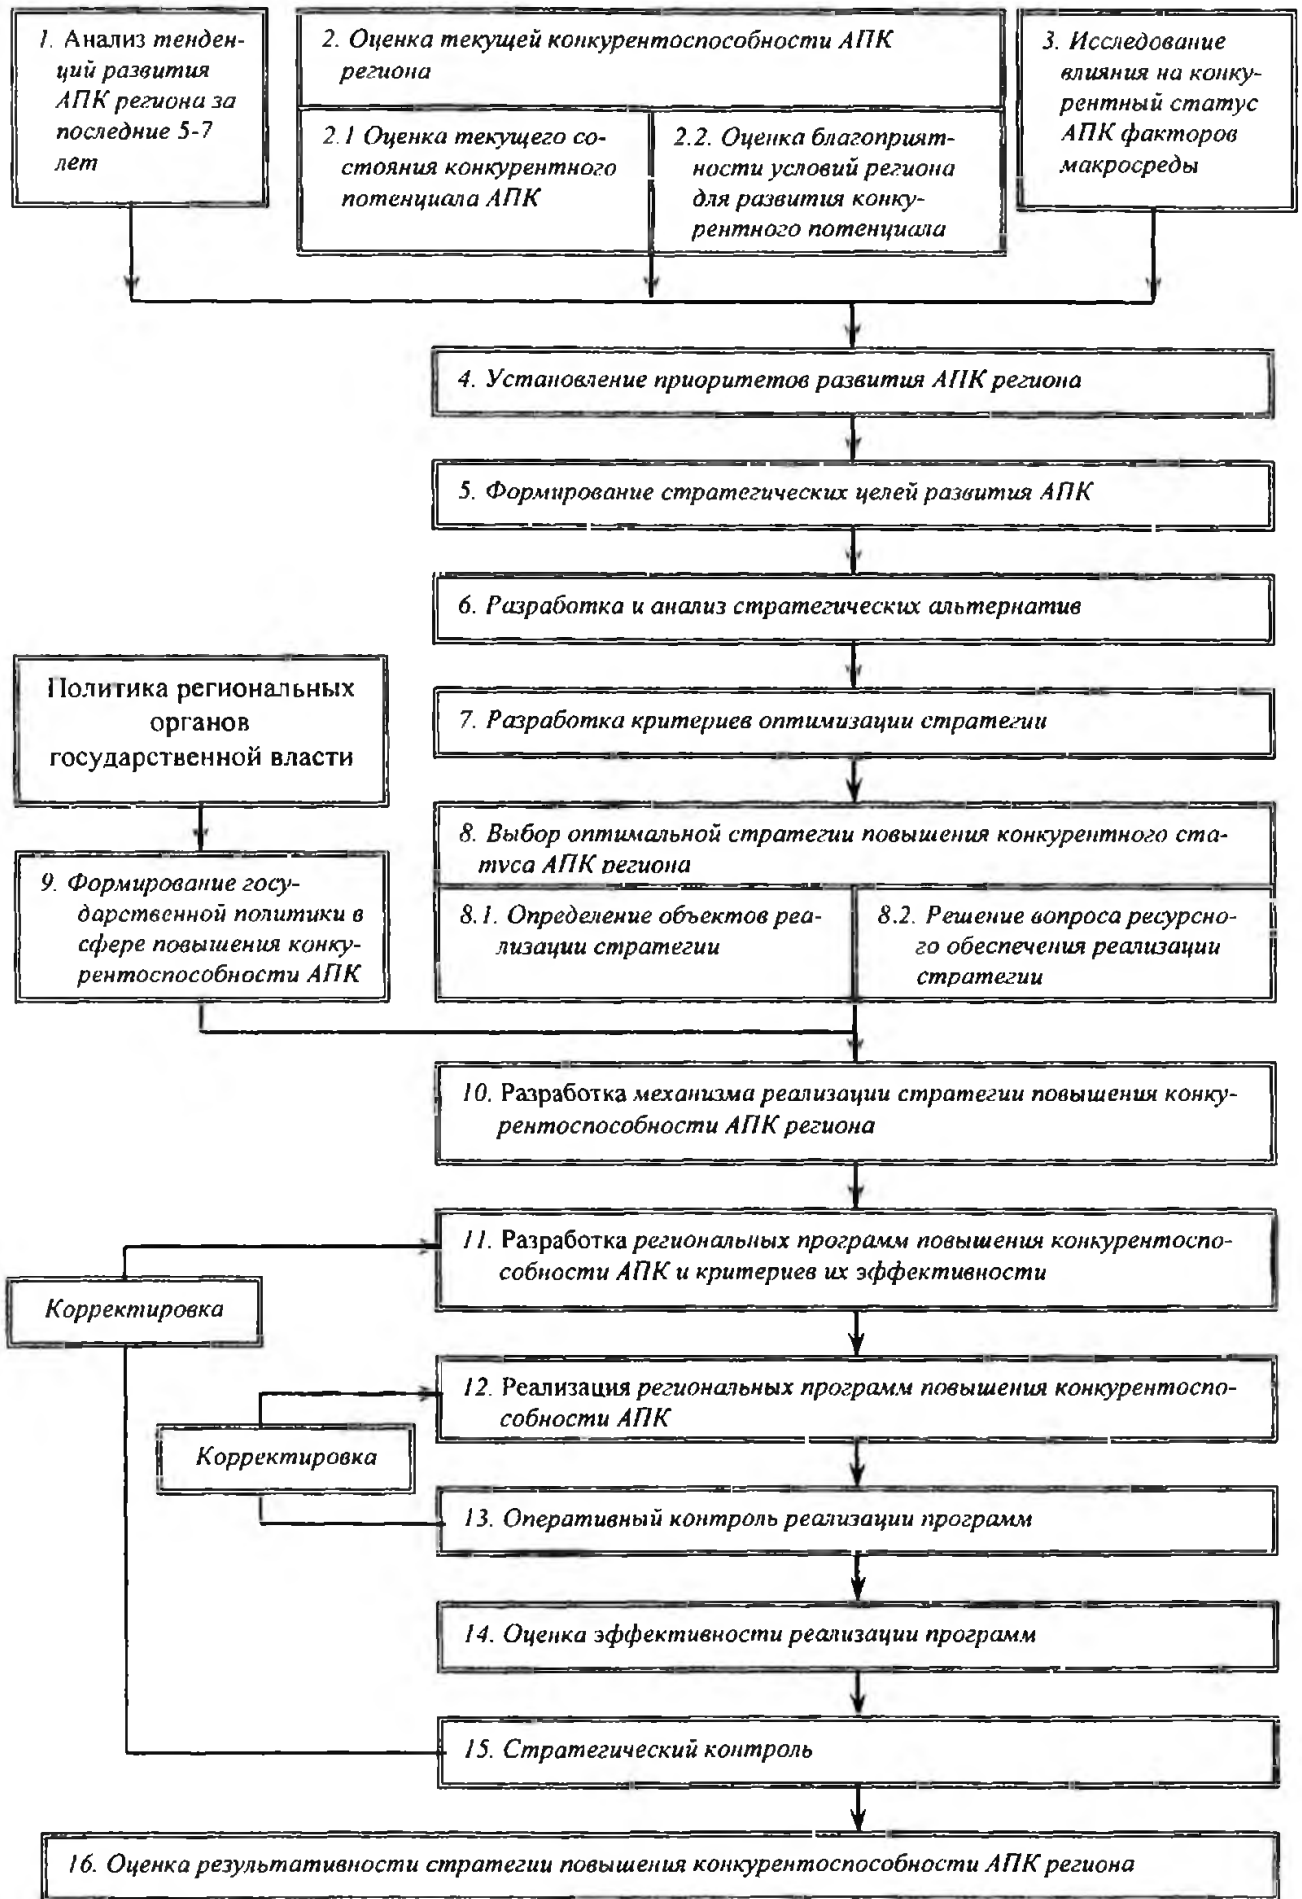 1. Анализ тенден-
ций развития
АПК региона за
последние 5-7
лет
2. Оценка текущей конкурентоспособности АПК
региона
2.1 Оценка текущего со-
стояния конкурентного
потенциала АПК
2.2. Оценка благоприят-
ности условий региона
для развития конку-
рентного потенциала
3. Исследование
влияния на конку-
рентный статус
АПК факторов
макросреды
4. Установление приоритетов развития АПК региона
5. Формирование стратегических целей развития АПК
6. Разработка и анализ стратегических альтернатив
Политика региональных
органов
государственной власти
7. Разработка критериев оптимизации стратегии
8. Выбор оптимальной стратегии повышения конкурентного ста-
туса АПК региона
8.1. Определение объектов реа-
лизации стратегии
8.2. Решение вопроса ресурсно-
го обеспечения реализации
стратегии
9. Формирование госу-
дарственной политики в
сфере повышения конку-
рентоспособности АПК
10. Разработка механизма реализации стратегии повышения конку-
рентоспособности АПК региона
11. Разработка региональных программ повышения конкурентоспо-
собности АПК и критериев их эффективности
Корректировка
12. Реализация региональных программ повышения конкурентоспо-
собности АПК
Корректировка
13. Оперативный контроль реализации программ
14. Оценка эффективности реализации программ
15. Стратегический контроль
16. Оценка результативности стратегии повышения конкурентоспособности АПК региона